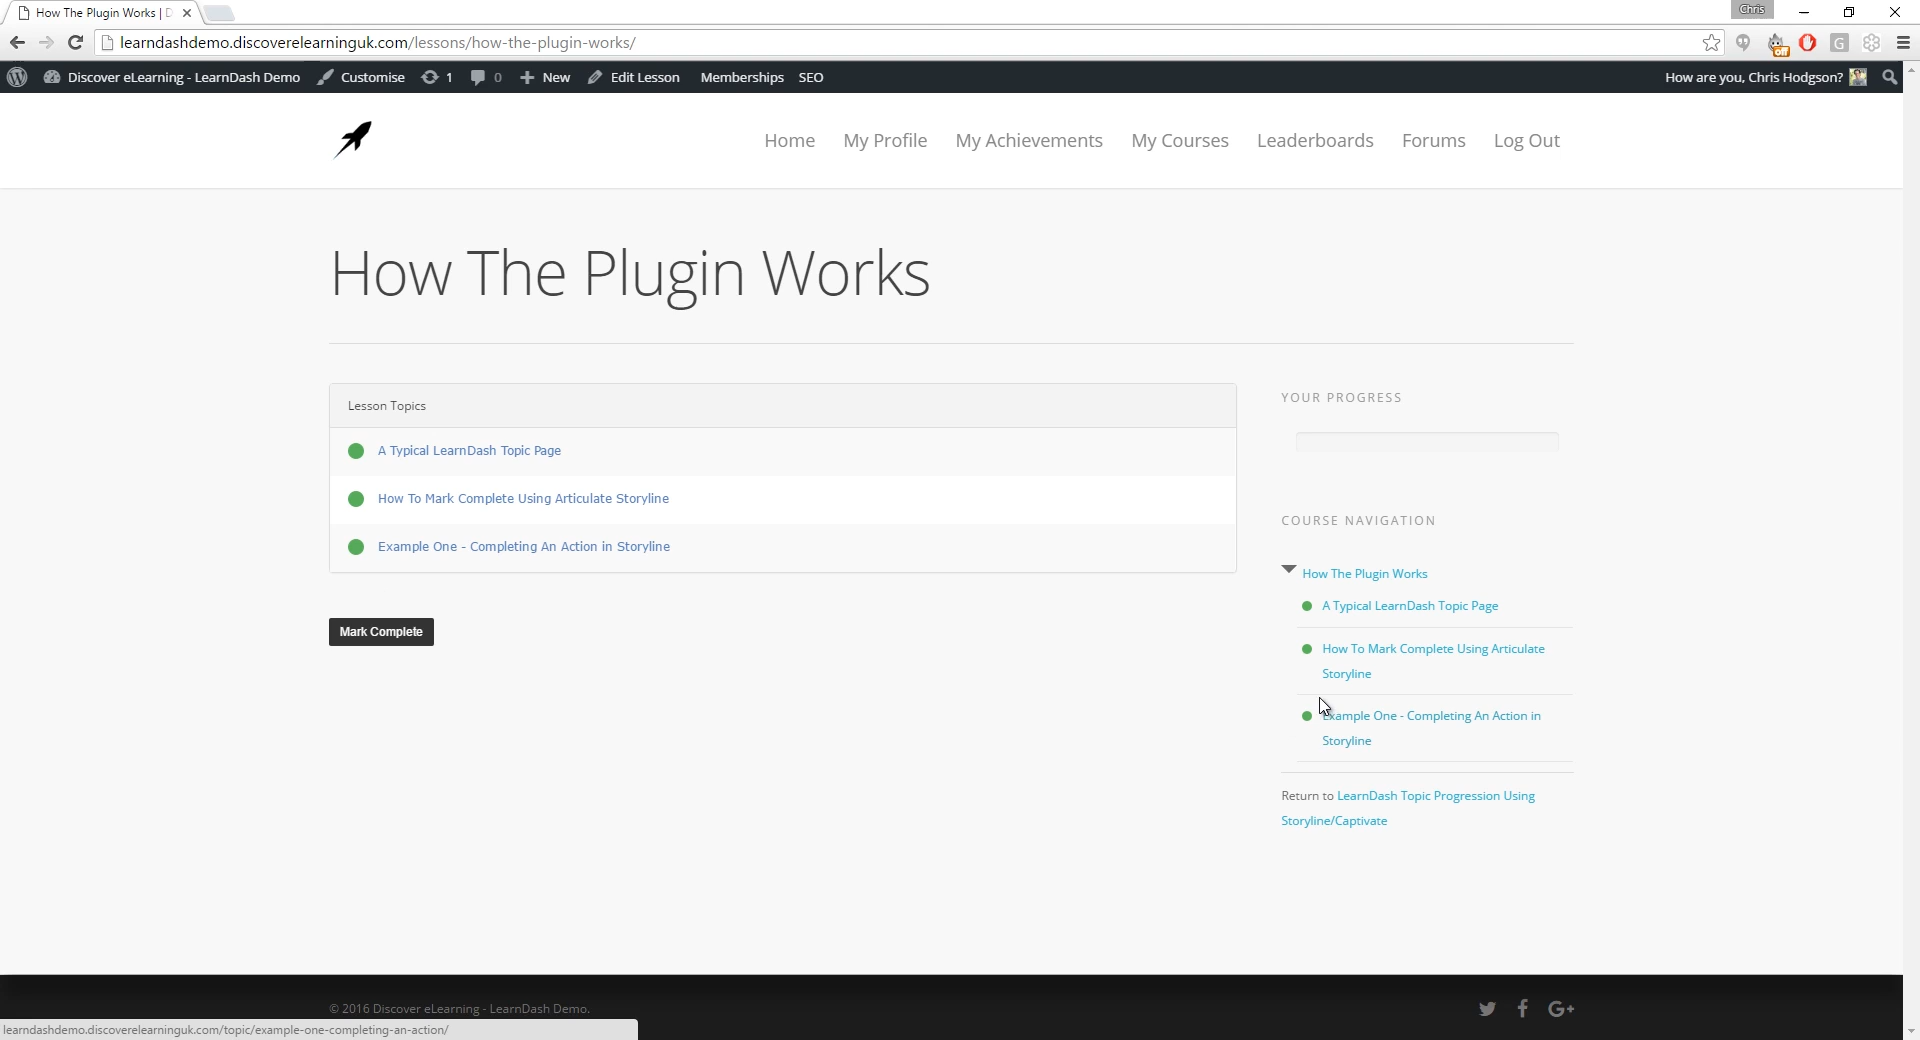 How The Plugin Works | D
Chris
learndashdemo.discoverelearninguk.com/lessons/how-the-plugin-works/
Discover eLearning - LearnDash Demo Customise 1 0 New Edit Lesson Memberships SEO How are you, Chris Hodgson?
Home My Profile My Achievements My Courses Leaderboards Forums Log Out
How The Plugin Works
Lesson Topics
A Typical LearnDash Topic Page
How To Mark Complete Using Articulate Storyline
Example One - Completing An Action in Storyline
Mark Complete
YOUR PROGRESS
COURSE NAVIGATION
How The Plugin Works
A Typical LearnDash Topic Page
How To Mark Complete Using Articulate
Storyline
Example One - Completing An Action in
Storyline
Return to LearnDash Topic Progression Using
Storyline/Captivate
© 2016 Discover eLearning - LearnDash Demo.
learndashdemo.discoverelearninguk.com/topic/example-one-completing-an-action/